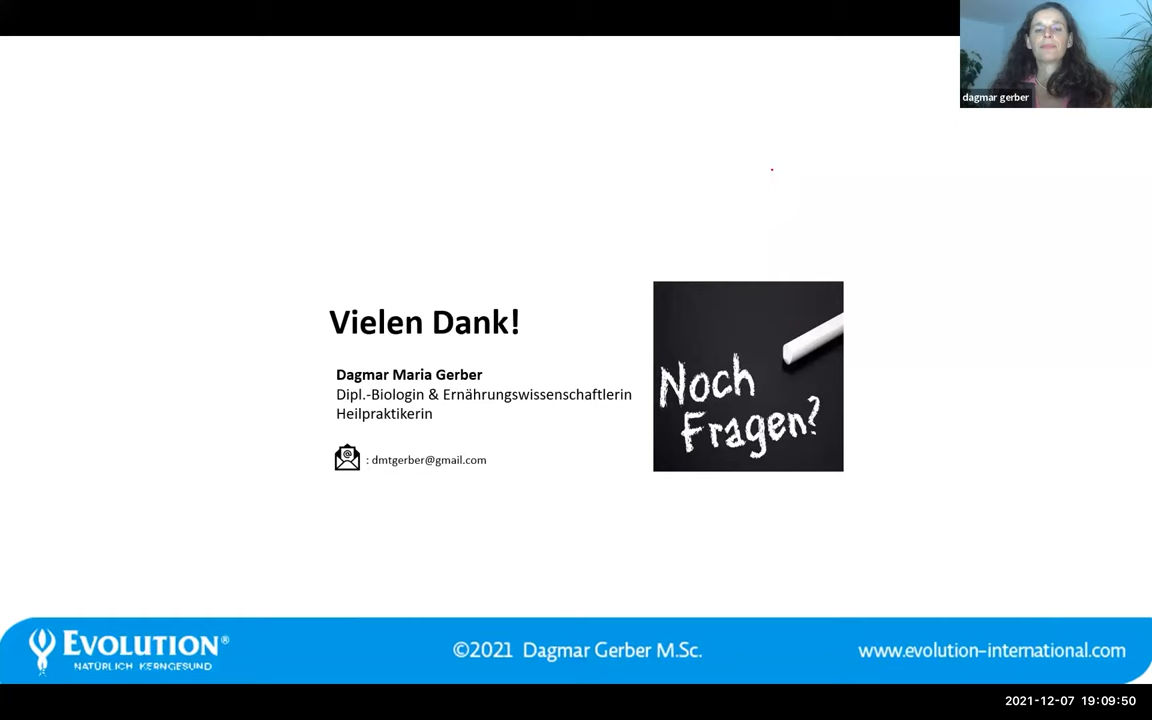 dagmar gerber
Vielen Dank!
Dagmar Maria Gerber
Dipl.-Biologin & Ernährungswissenschaftlerin
Heilpraktikerin
: dmtgerber@gmail.com
Noch
Fragen?
EVOLUTION®
NATÜRLICH KERNGESUND
©2021 Dagmar Gerber M.Sc.
www.evolution-international.com
2021-12-07 19:09:50